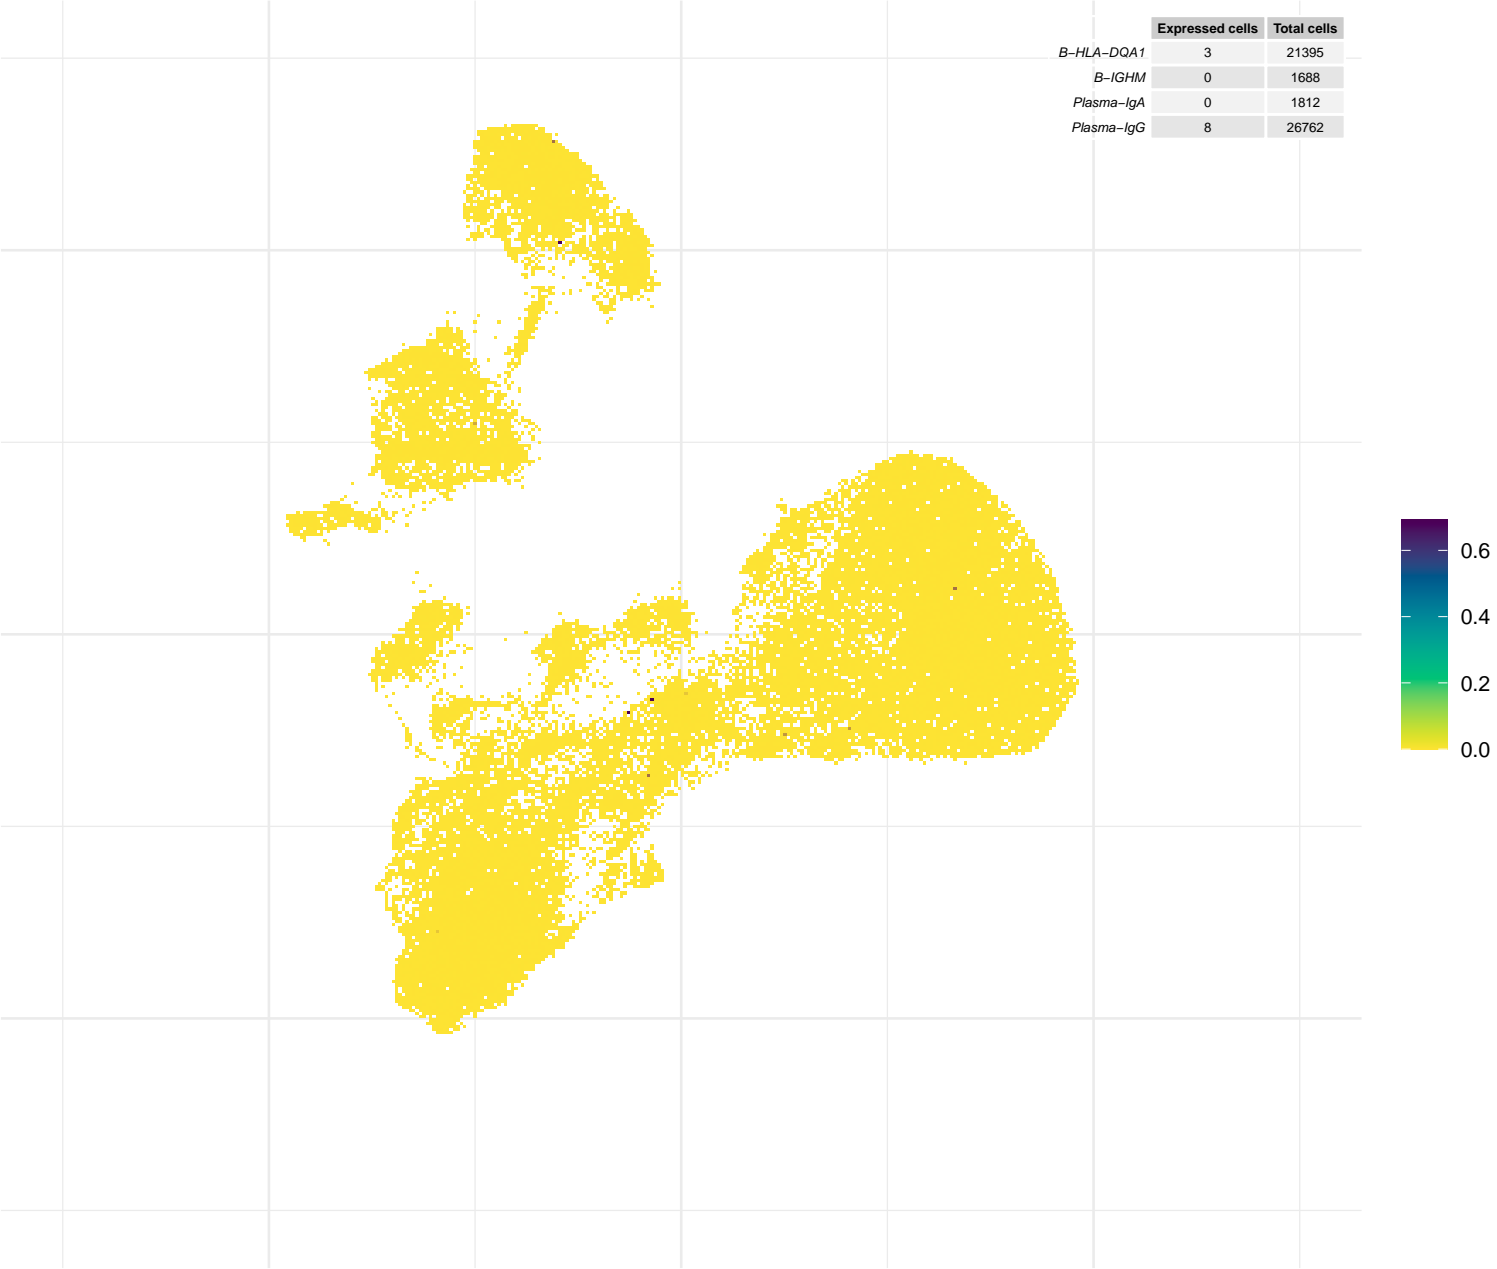 Expressed cells Total cells
B−HLA−DQA1 3 21395
B−IGHM 0 1688
Plasma−IgA 0 1812
Plasma−IgG 8 26762
0.6
0.4
0.2
0.0